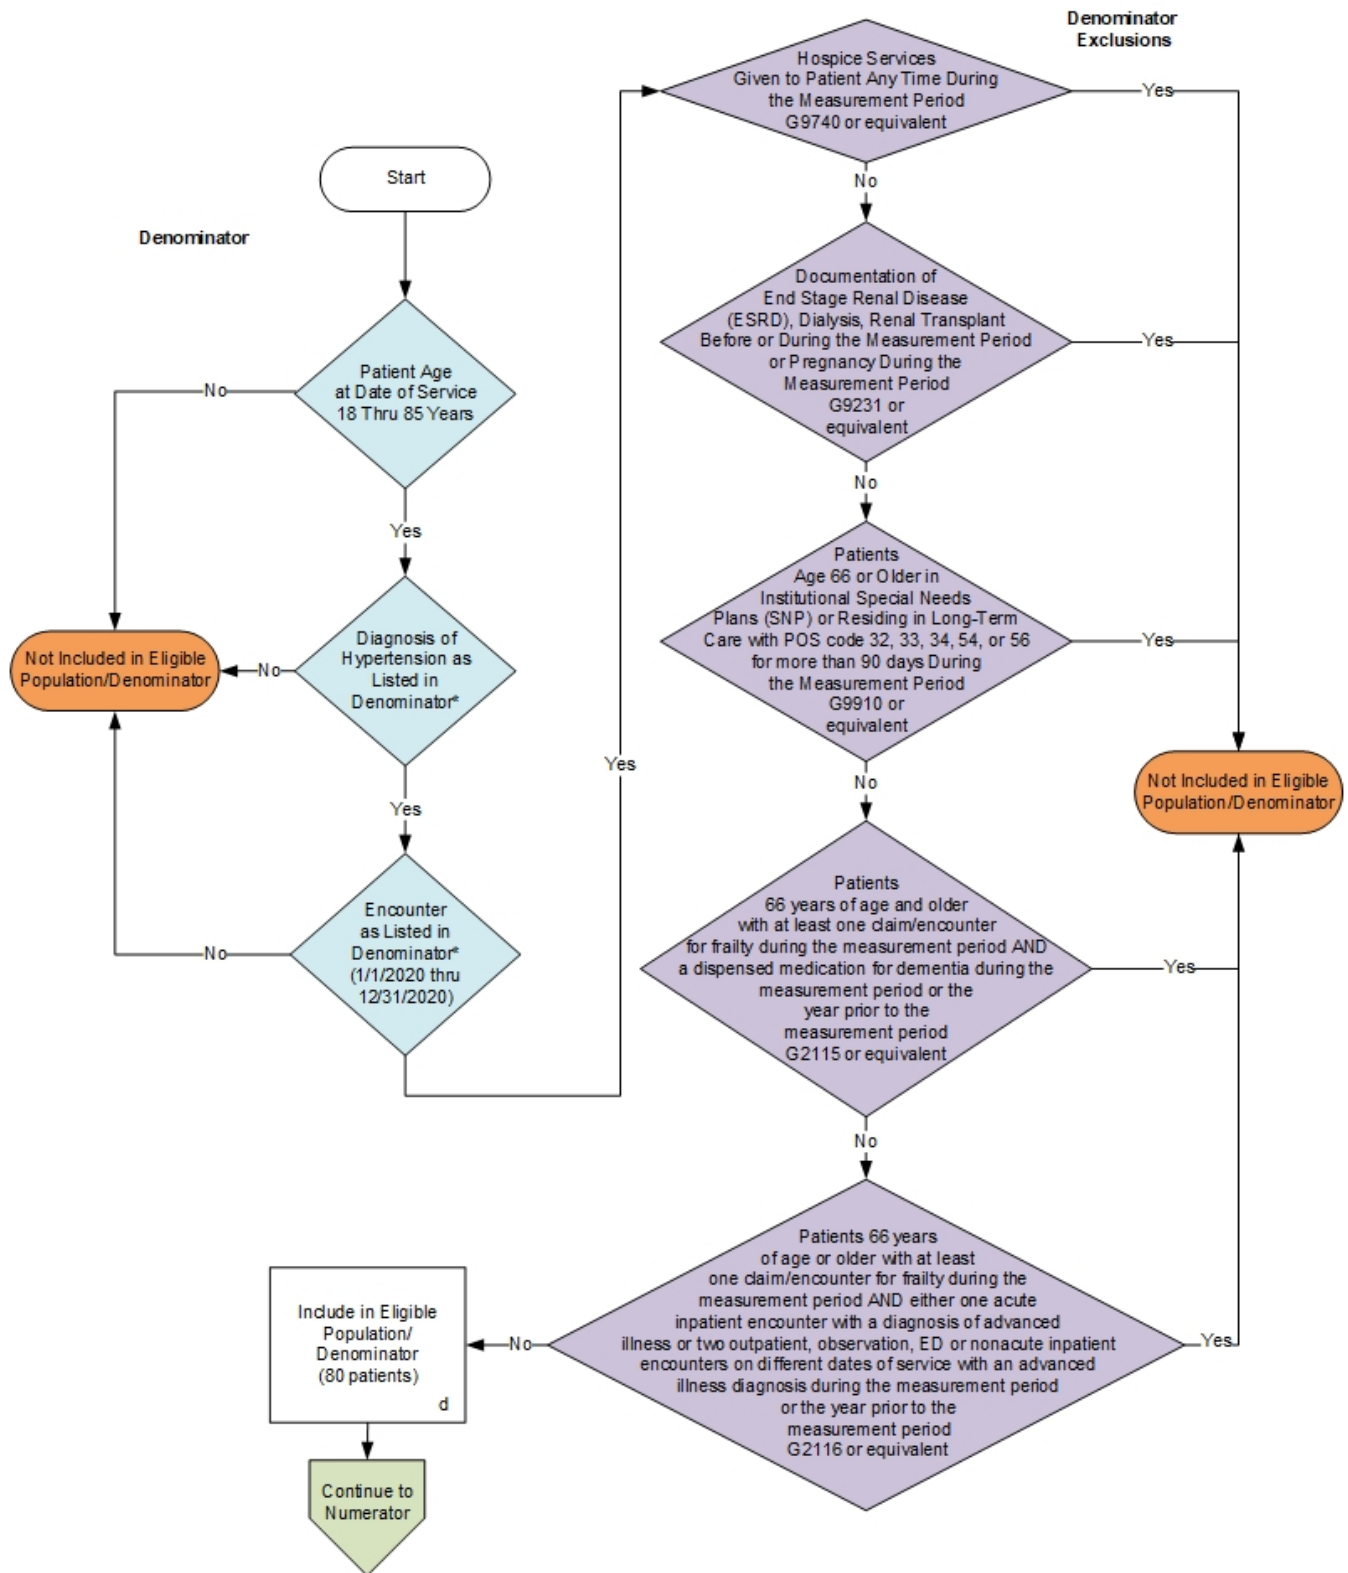 Denominator
Start
Patient Age
at Date of Service
18 Thru 85 Years
No
Yes
Diagnosis of
Hypertension as
Listed in
Denominator*
No
Not Included in Eligible
Population/Denominator
Yes
Encounter
as Listed in
Denominator*
(1/1/2020 thru
12/31/2020)
No
Yes
Denominator
Exclusions
Hospice Services
Given to Patient Any Time During
the Measurement Period
G9740 or equivalent
Yes
No
Documentation of
End Stage Renal Disease
(ESRD), Dialysis, Renal Transplant
Before or During the Measurement Period
or Pregnancy During the
Measurement Period
G9231 or
equivalent
Yes
No
Patients
Age 66 or Older in
Institutional Special Needs
Plans (SNP) or Residing in Long-Term
Care with POS code 32, 33, 34, 54, or 56
for more than 90 days During
the Measurement Period
G9910 or
equivalent
Yes
No
Not Included in Eligible
Population/Denominator
Patients
66 years of age and older
with at least one claim/encounter
for frailty during the measurement period AND
a dispensed medication for dementia during the
measurement period or the
year prior to the
measurement period
G2115 or equivalent
Yes
No
Patients 66 years
of age or older with at least
one claim/encounter for frailty during the
measurement period AND either one acute
inpatient encounter with a diagnosis of advanced
illness or two outpatient, observation, ED or nonacute inpatient
encounters on different dates of service with an advanced
illness diagnosis during the measurement period
or the year prior to the
measurement period
G2116 or equivalent
Yes
No
Include in Eligible
Population/
Denominator
(80 patients)
d
Continue to
Numerator